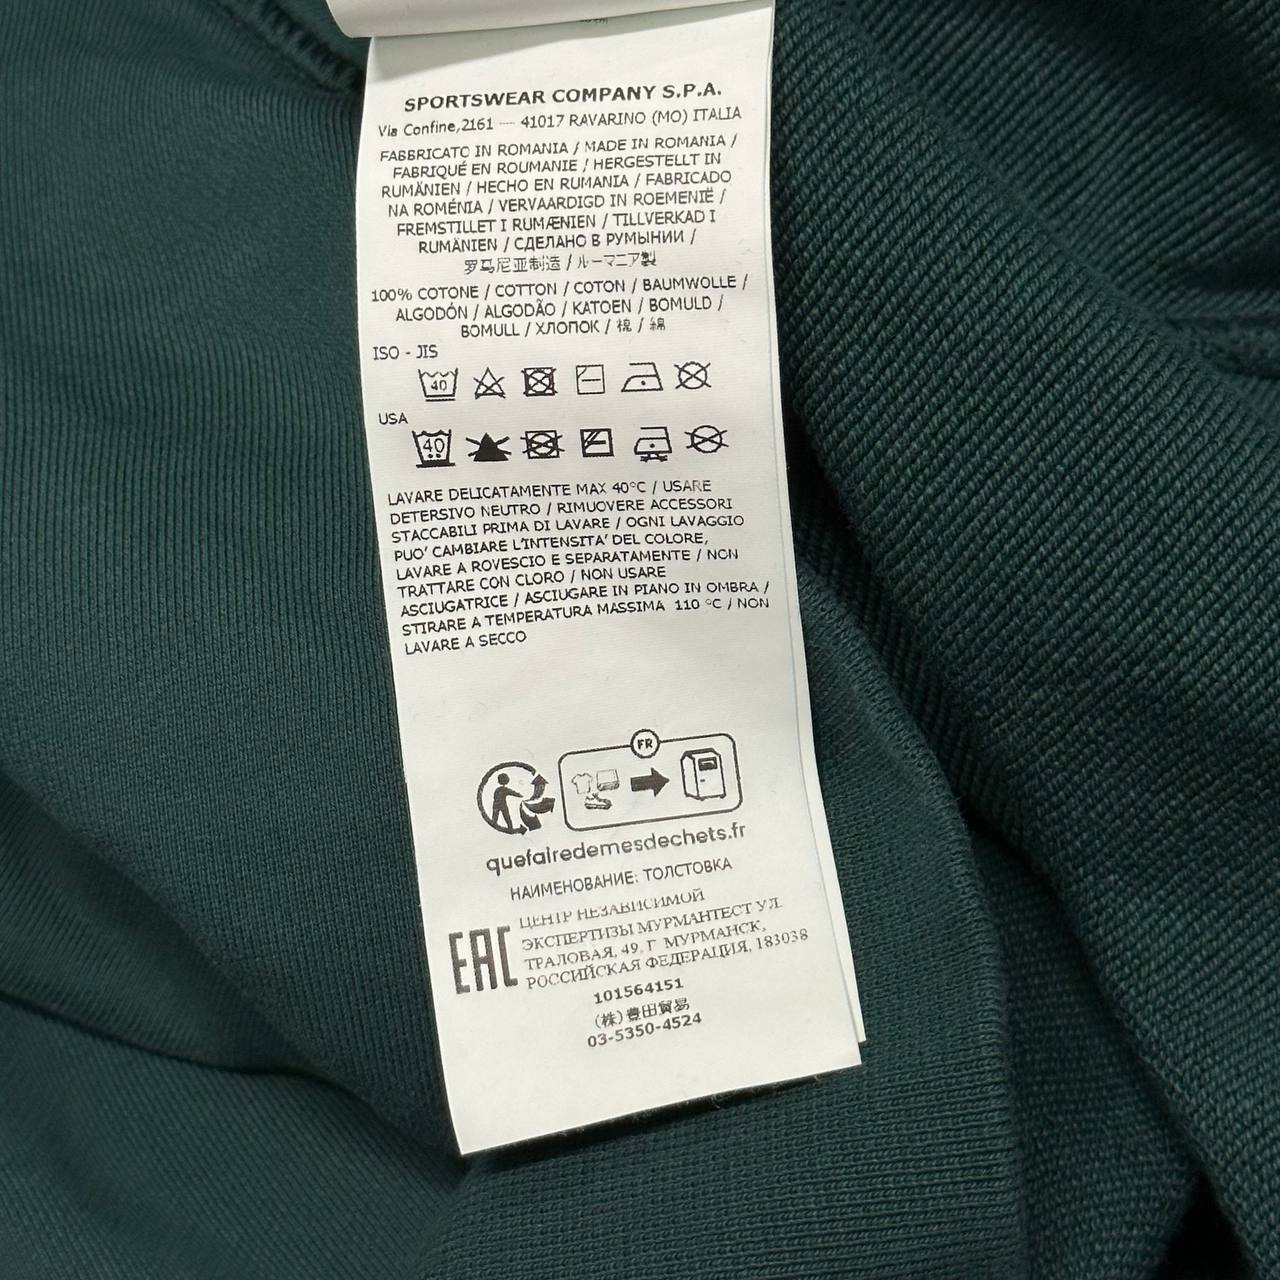 SPORTSWEAR COMPANY S.P.A.
Via Confine,2161 — 41017 RAVARINO (MO) ITALIA
FABBRICATO IN ROMANIA / MADE IN ROMANIA /
FABRIQUÉ EN ROUMANIE / HERGESTELLT IN
RUMÄNIEN / HECHO EN RUMANIA / FABRICADO
NA ROMÉNIA / VERVAARDIGD IN ROEMENIË /
FREMSTILLET I RUMÆNIEN / TILLVERKAD I
RUMÄNIEN / СДЕЛАНО В РУМЫНИИ /
罗马尼亚制造 / ルーマニア製
100% COTONE / COTTON / COTON / BAUMWOLLE /
ALGODÓN / ALGODÃO / KATOEN / BOMULD /
BOMULL / ХЛОПОК / 棉 / 綿
ISO - JIS
40
USA
40
LAVARE DELICATAMENTE MAX 40°C / USARE
DETERSIVO NEUTRO / RIMUOVERE ACCESSORI
STACCABILI PRIMA DI LAVARE / OGNI LAVAGGIO
PUO' CAMBIARE L'INTENSITA' DEL COLORE,
LAVARE A ROVESCIO E SEPARATAMENTE / NON
TRATTARE CON CLORO / NON USARE
ASCIUGATRICE / ASCIUGARE IN PIANO IN OMBRA /
STIRARE A TEMPERATURA MASSIMA 110 °C / NON
LAVARE A SECCO
FR
quefairedemesdechets.fr
НАИМЕНОВАНИЕ: ТОЛСТОВКА
EAC
ЦЕНТР НЕЗАВИСИМОЙ
ЭКСПЕРТИЗЫ МУРМАНТЕСТ УЛ.
ТРАЛОВАЯ, 49, Г. МУРМАНСК,
РОССИЙСКАЯ ФЕДЕРАЦИЯ, 183038
101564151
(株)豊田貿易
03-5350-4524